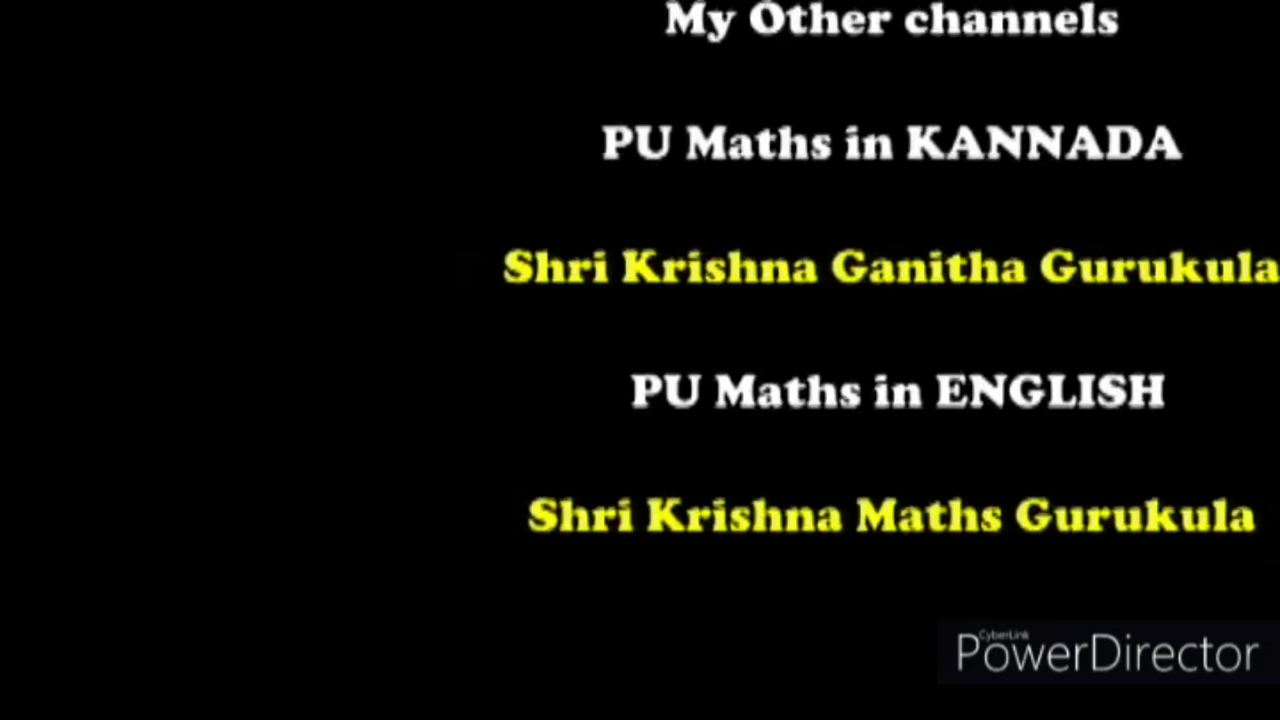 My Other channels
PU Maths in KANNADA
Shri Krishna Ganitha Gurukula
PU Maths in ENGLISH
Shri Krishna Maths Gurukula
CyberLink
PowerDirector